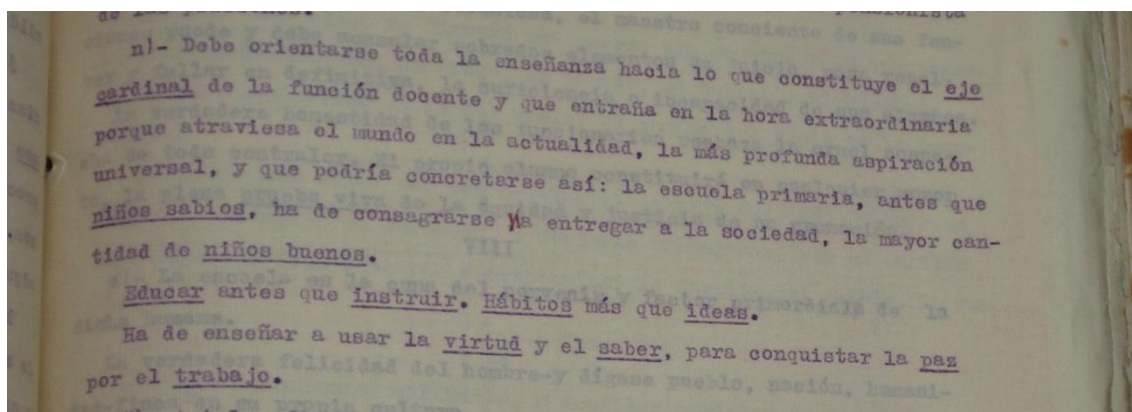 de las
n)- Debe orientarse toda la enseñanza hacia lo que constituye el eje
cardinal de la función docente y que entraña en la hora extraordinaria
porque atraviesa el mundo en la actualidad, la más profunda aspiración
universal, y que podría concretarse así: la escuela primaria, antes que
niños sabios, ha de consagrarse a entregar a la sociedad, la mayor can-
tidad de niños buenos.
Educar antes que instruir. Hábitos más que ideas.
Ha de enseñar a usar la virtud y el saber, para conquistar la paz
por el trabajo.